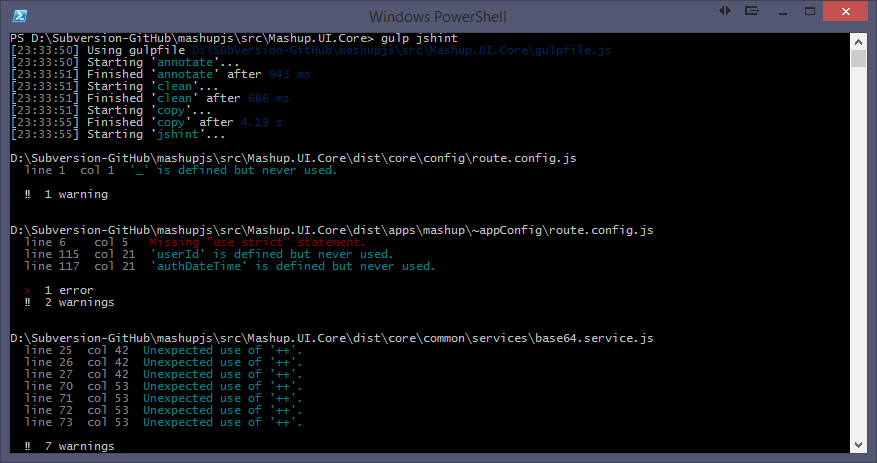 Windows PowerShell
PS D:\Subversion-GitHub\mashupjs\src\Mashup.UI.Core> gulp jshint
[23:33:50] Using gulpfile D:\Subversion-GitHub\mashupjs\src\Mashup.UI.Core\gulpfile.js
[23:33:50] Starting 'annotate'...
[23:33:51] Finished 'annotate' after 943 ms
[23:33:51] Starting 'clean'...
[23:33:51] Finished 'clean' after 666 ms
[23:33:51] Starting 'copy'...
[23:33:55] Finished 'copy' after 4.19 s
[23:33:55] Starting 'jshint'...
D:\Subversion-GitHub\mashupjs\src\Mashup.UI.Core\dist\core\config\route.config.js
line 1 col 1 '_' is defined but never used.
‼ 1 warning
D:\Subversion-GitHub\mashupjs\src\Mashup.UI.Core\dist\apps\mashup\~appConfig\route.config.js
line 6 col 5 Missing "use strict" statement.
line 115 col 21 'userId' is defined but never used.
line 117 col 21 'authDateTime' is defined but never used.
× 1 error
‼ 2 warnings
D:\Subversion-GitHub\mashupjs\src\Mashup.UI.Core\dist\core\common\services\base64.service.js
line 25 col 42 Unexpected use of '++'.
line 26 col 42 Unexpected use of '++'.
line 27 col 42 Unexpected use of '++'.
line 70 col 53 Unexpected use of '++'.
line 71 col 53 Unexpected use of '++'.
line 72 col 53 Unexpected use of '++'.
line 73 col 53 Unexpected use of '++'.
‼ 7 warnings